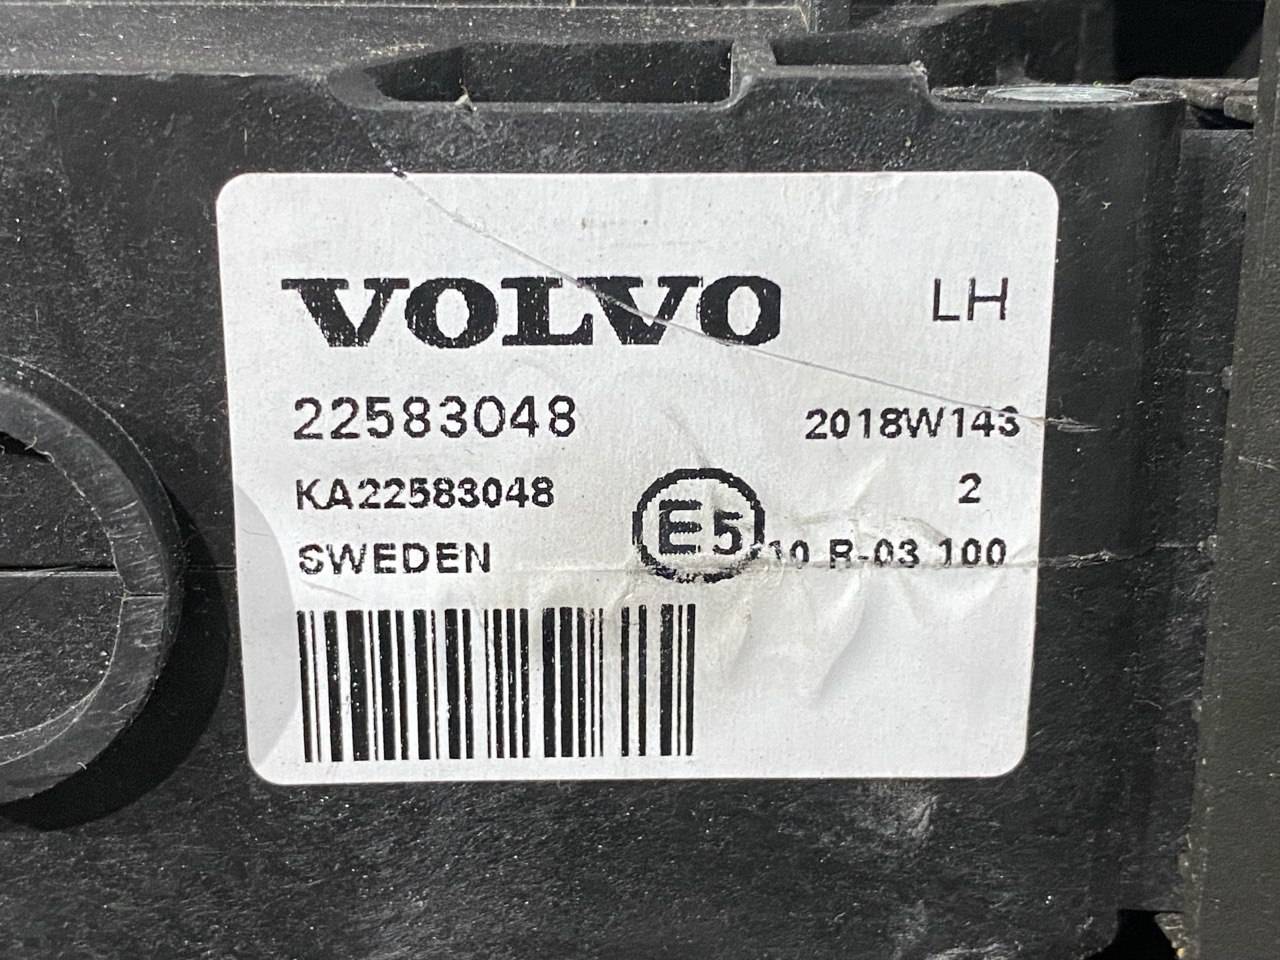 VOLVO LH
22583048 2018W143
KA22583048 2
SWEDEN E5 10 R-03 100